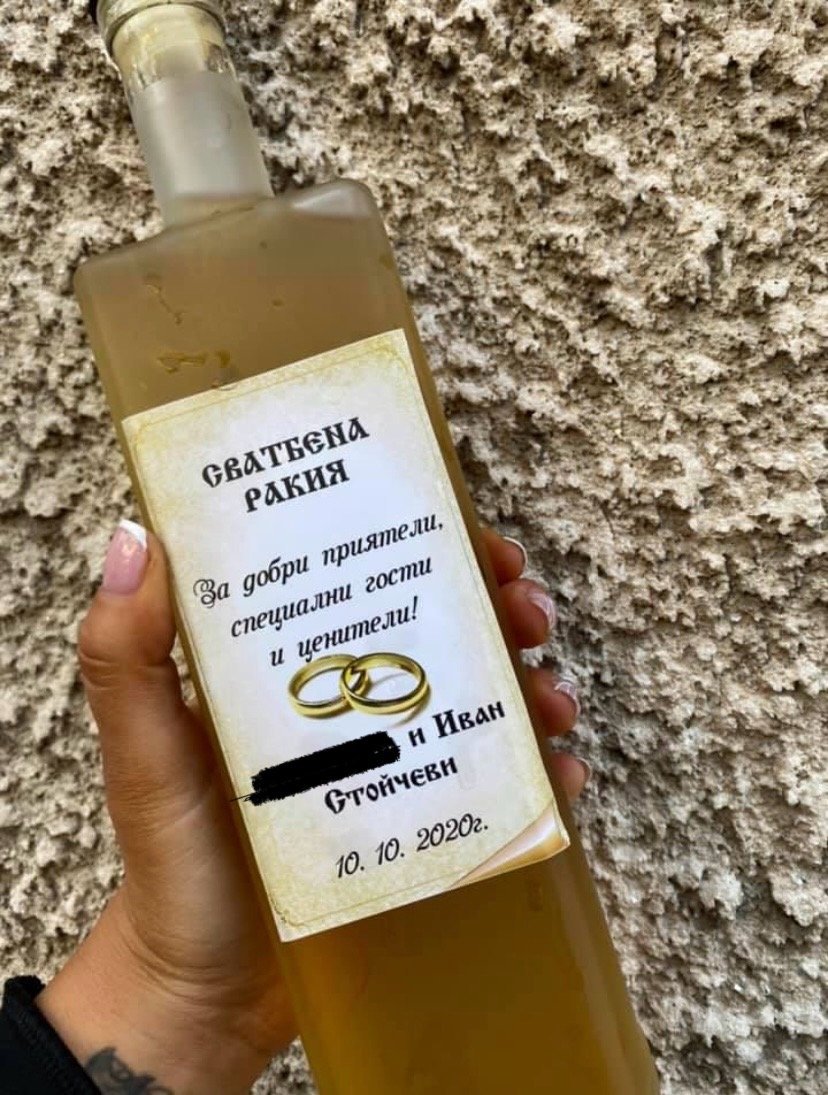 СВАТБЕНА
РАКИЯ
За добри приятели,
специални гости
и ценители!
и Иван
Стойчеви
10. 10. 2020г.